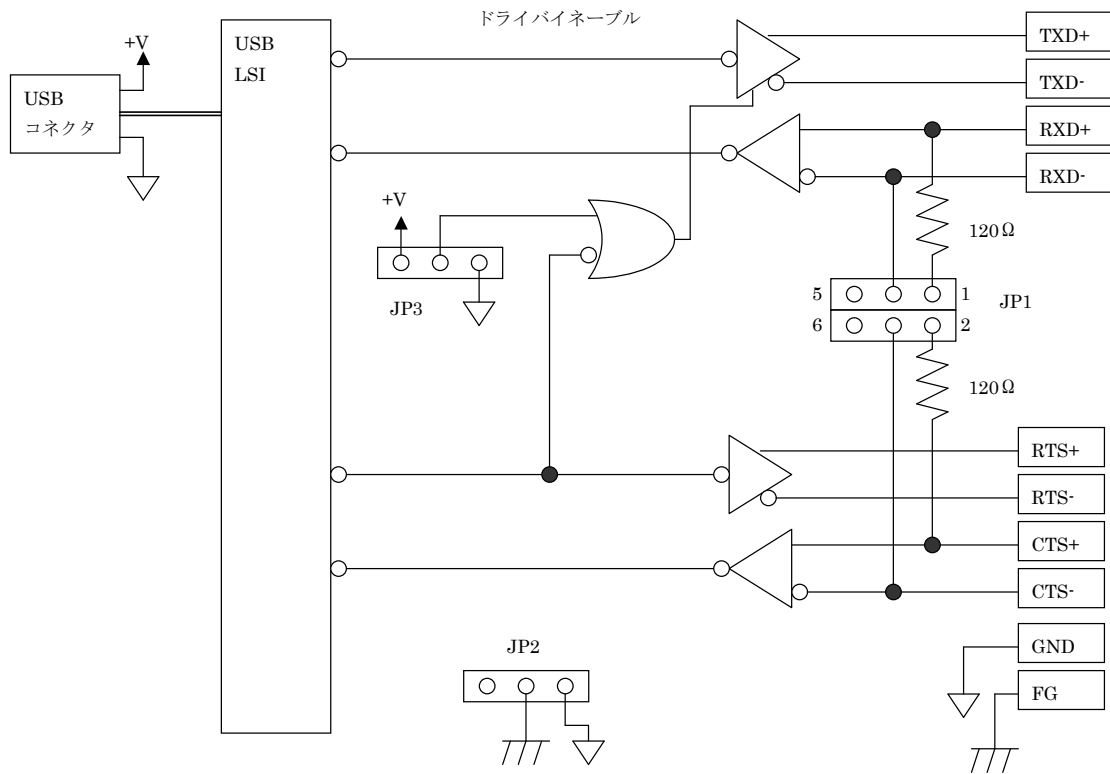 ドライバイネーブル
+V
USB
コネクタ
USB
LSI
TXD+
TXD-
RXD+
RXD-
+V
JP3
120Ω
5
1
JP1
6
2
120Ω
RTS+
RTS-
CTS+
CTS-
JP2
GND
FG